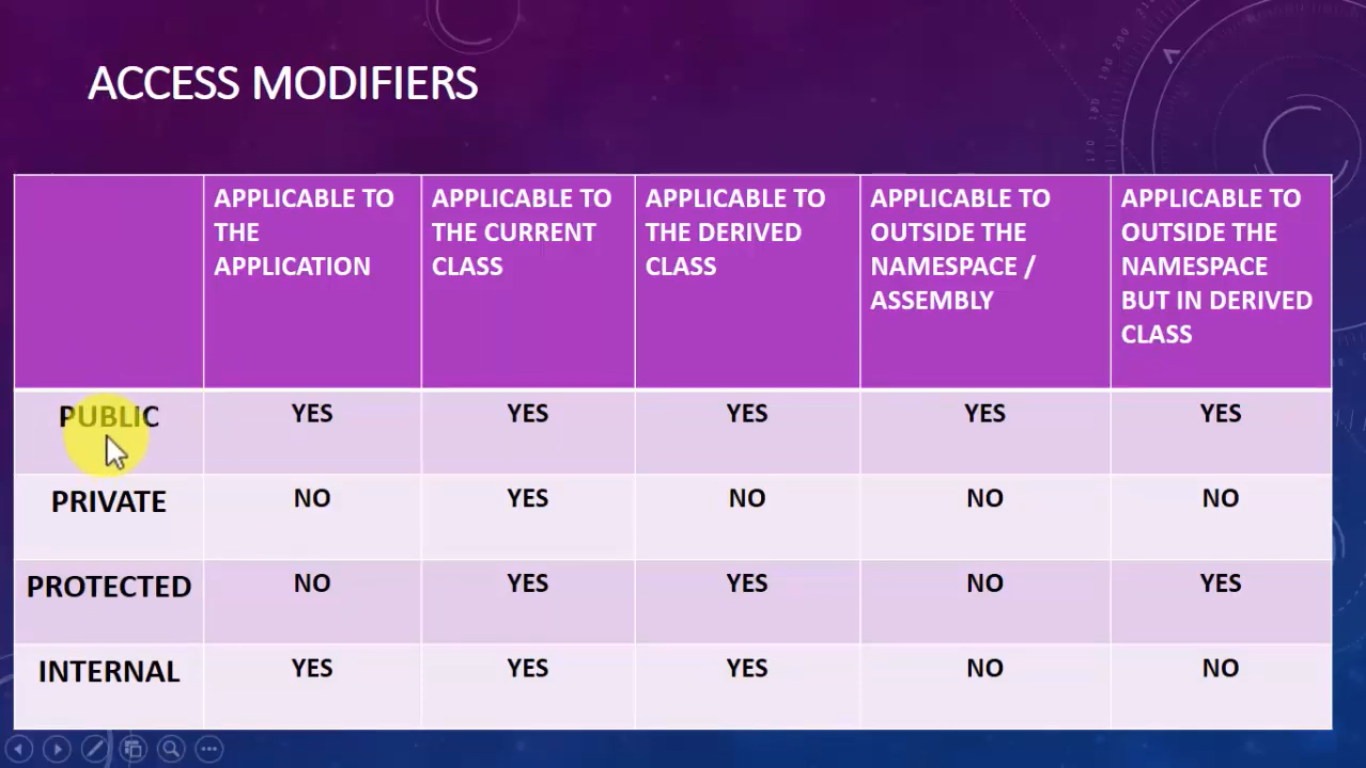 ACCESS MODIFIERS
APPLICABLE TO
THE
APPLICATION
APPLICABLE TO
THE CURRENT
CLASS
APPLICABLE TO
THE DERIVED
CLASS
APPLICABLE TO
OUTSIDE THE
NAMESPACE /
ASSEMBLY
APPLICABLE TO
OUTSIDE THE
NAMESPACE
BUT IN DERIVED
CLASS
PUBLIC YES YES YES YES YES
PRIVATE NO YES NO NO NO
PROTECTED NO YES YES NO YES
INTERNAL YES YES YES NO NO